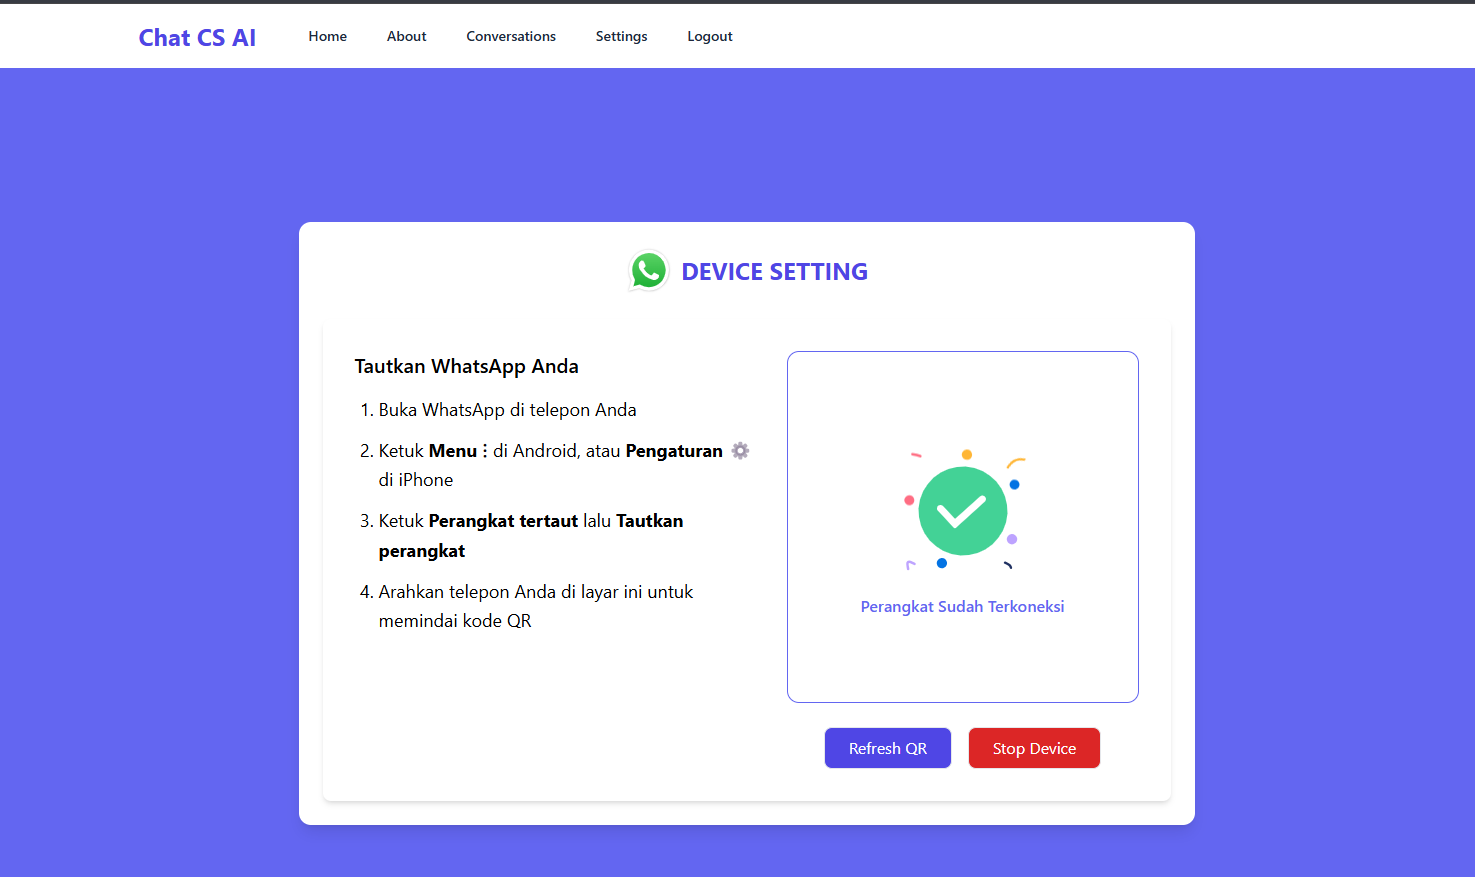 Chat CS AI Home About Conversations Settings Logout
DEVICE SETTING
Tautkan WhatsApp Anda
1. Buka WhatsApp di telepon Anda
2. Ketuk Menu ⋮ di Android, atau Pengaturan ⚙
di iPhone
3. Ketuk Perangkat tertaut lalu Tautkan
perangkat
4. Arahkan telepon Anda di layar ini untuk
memindai kode QR
Perangkat Sudah Terkoneksi
Refresh QR Stop Device